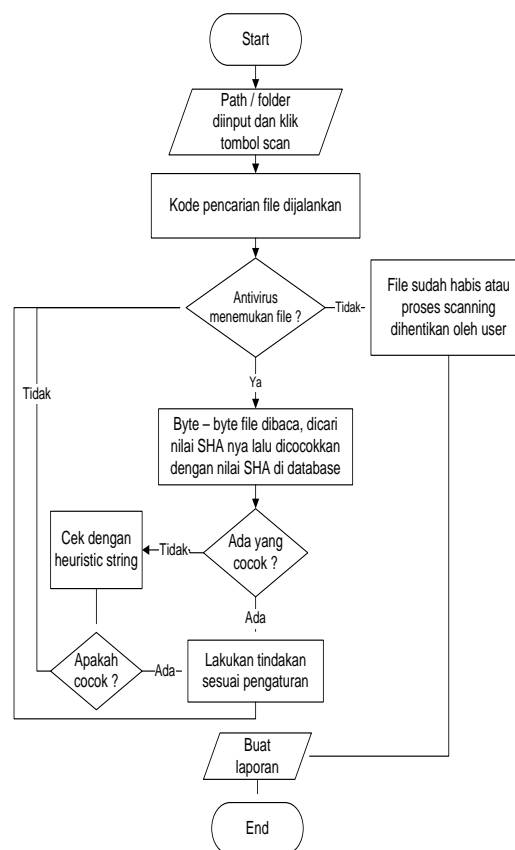 Start
Path / folder
diinput dan klik
tombol scan
Kode pencarian file dijalankan
Antivirus
menemukan file ?
Tidak
File sudah habis atau
proses scanning
dihentikan oleh user
Ya
Tidak
Byte – byte file dibaca, dicari
nilai SHA nya lalu dicocokkan
dengan nilai SHA di database
Ada yang
cocok ?
Tidak
Cek dengan
heuristic string
Ada
Apakah
cocok ?
Ada
Lakukan tindakan
sesuai pengaturan
Buat
laporan
End